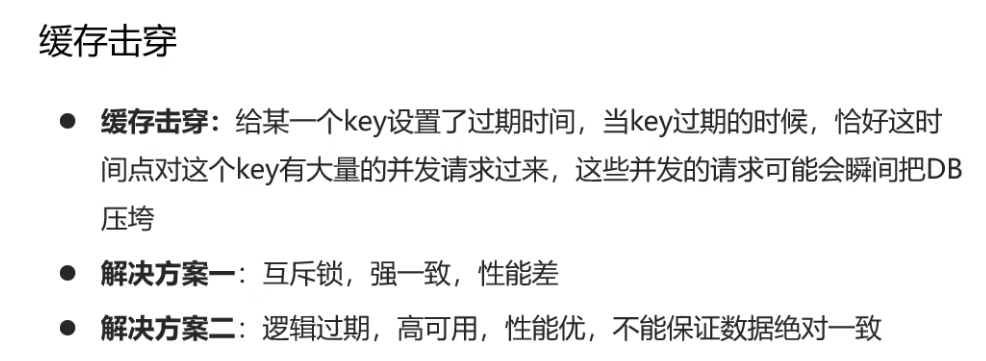 缓存击穿
● 缓存击穿：给某一个key设置了过期时间，当key过期的时候，恰好这时
间点对这个key有大量的并发请求过来，这些并发的请求可能会瞬间把DB
压垮
● 解决方案一：互斥锁，强一致，性能差
● 解决方案二：逻辑过期，高可用，性能优，不能保证数据绝对一致